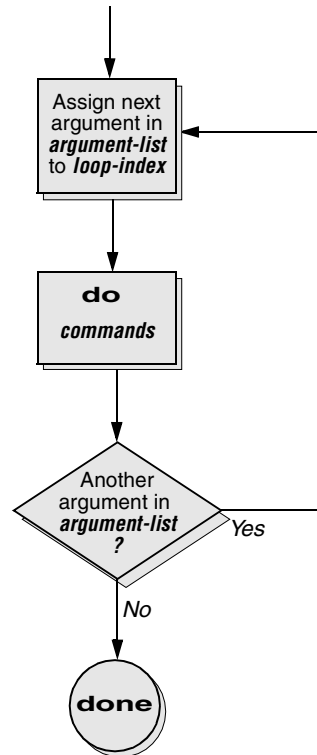 Assign next
argument in
argument-list
to loop-index
do
commands
Another
argument in
argument-list
?
Yes
No
done